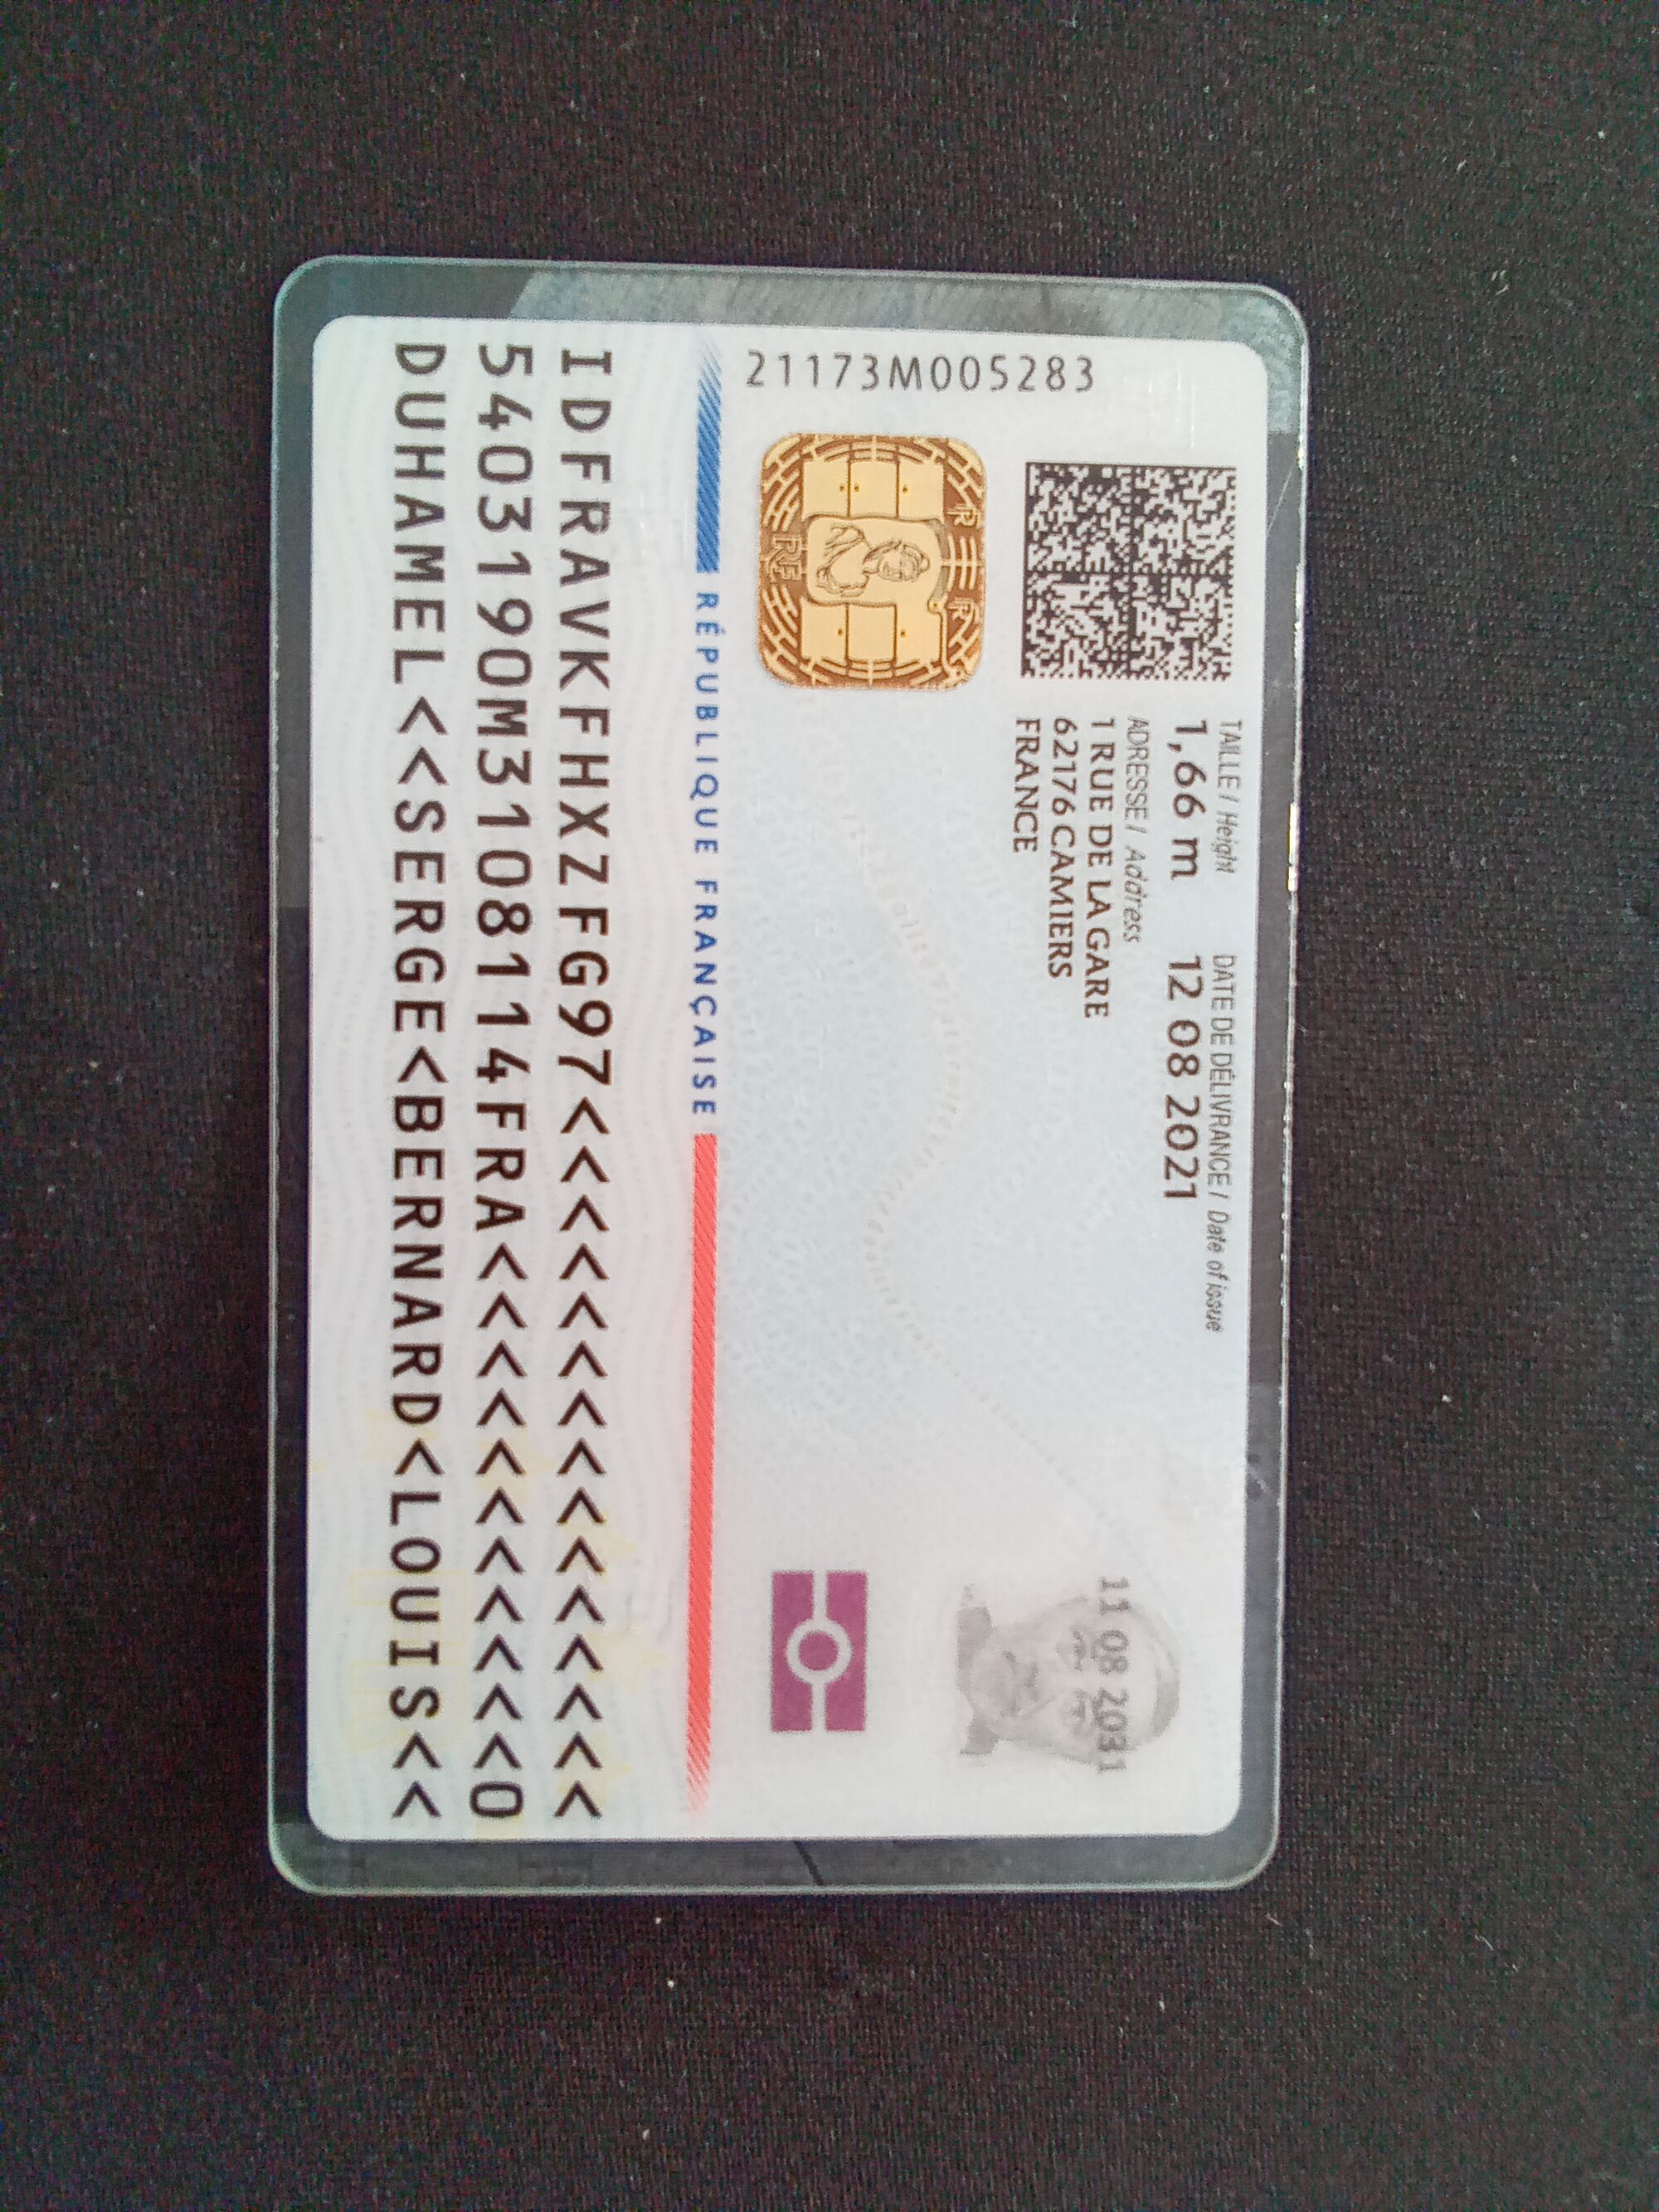 21173M005283
TAILLE / Height
DATE DE DÉLIVRANCE / Date of issue
1,66 m
12 08 2021
ADRESSE / Address
1 RUE DE LA GARE
62176 CAMIERS
FRANCE
11 08 2031
RÉPUBLIQUE FRANÇAISE
IDFRAVKFHXZFG97<<<<<<<<<<<<<<<
5403190M3108114FRA<<<<<<<<<<<0
DUHAMEL<<SERGE<BERNARD<LOUIS<<